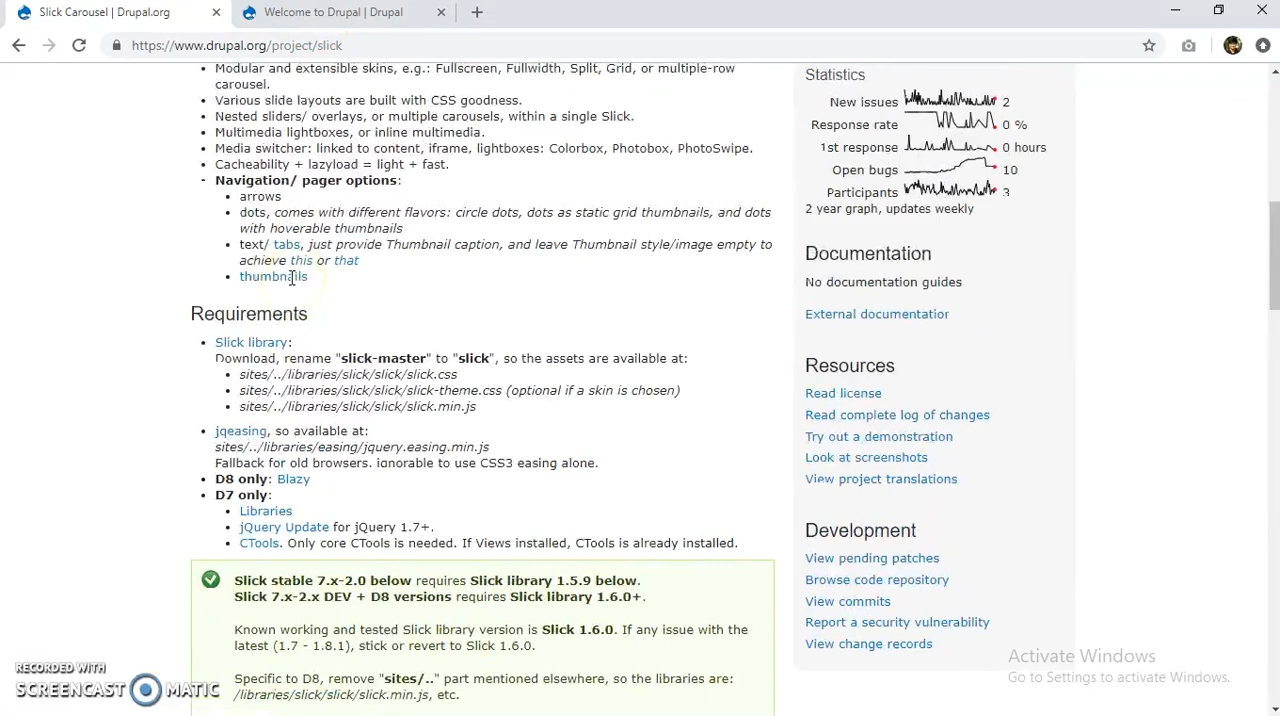 Slick Carousel | Drupal.org
Welcome to Drupal | Drupal
https://www.drupal.org/project/slick
Modular and extensible skins, e.g.: Fullscreen, Fullwidth, Split, Grid, or multiple-row
carousel.
Various slide layouts are built with CSS goodness.
Nested sliders/ overlays, or multiple carousels, within a single Slick.
Multimedia lightboxes, or inline multimedia.
Media switcher: linked to content, iframe, lightboxes: Colorbox, Photobox, PhotoSwipe.
Cacheability + lazyload = light + fast.
Navigation/ pager options:
arrows
dots, comes with different flavors: circle dots, dots as static grid thumbnails, and dots
with hoverable thumbnails
text/ tabs, just provide Thumbnail caption, and leave Thumbnail style/image empty to
achieve this or that
thumbnails
Requirements
Slick library:
Download, rename "slick-master" to "slick", so the assets are available at:
sites/../libraries/slick/slick/slick.css
sites/../libraries/slick/slick/slick-theme.css (optional if a skin is chosen)
sites/../libraries/slick/slick/slick.min.js
jqeasing, so available at:
sites/../libraries/easing/jquery.easing.min.js
Fallback for old browsers, ignorable to use CSS3 easing alone.
D8 only: Blazy
D7 only:
Libraries
jQuery Update for jQuery 1.7+.
CTools. Only core CTools is needed. If Views installed, CTools is already installed.
Slick stable 7.x-2.0 below requires Slick library 1.5.9 below.
Slick 7.x-2.x DEV + D8 versions requires Slick library 1.6.0+.
Known working and tested Slick library version is Slick 1.6.0. If any issue with the
latest (1.7 - 1.8.1), stick or revert to Slick 1.6.0.
Specific to D8, remove "sites/.." part mentioned elsewhere, so the libraries are:
/libraries/slick/slick/slick.min.js, etc.
Statistics
New issues 2
Response rate 0 %
1st response 0 hours
Open bugs 10
Participants 3
2 year graph, updates weekly
Documentation
No documentation guides
External documentation
Resources
Read license
Read complete log of changes
Try out a demonstration
Look at screenshots
View project translations
Development
View pending patches
Browse code repository
View commits
Report a security vulnerability
View change records
Activate Windows
Go to Settings to activate Windows.
RECORDED WITH
SCREENCAST MATIC